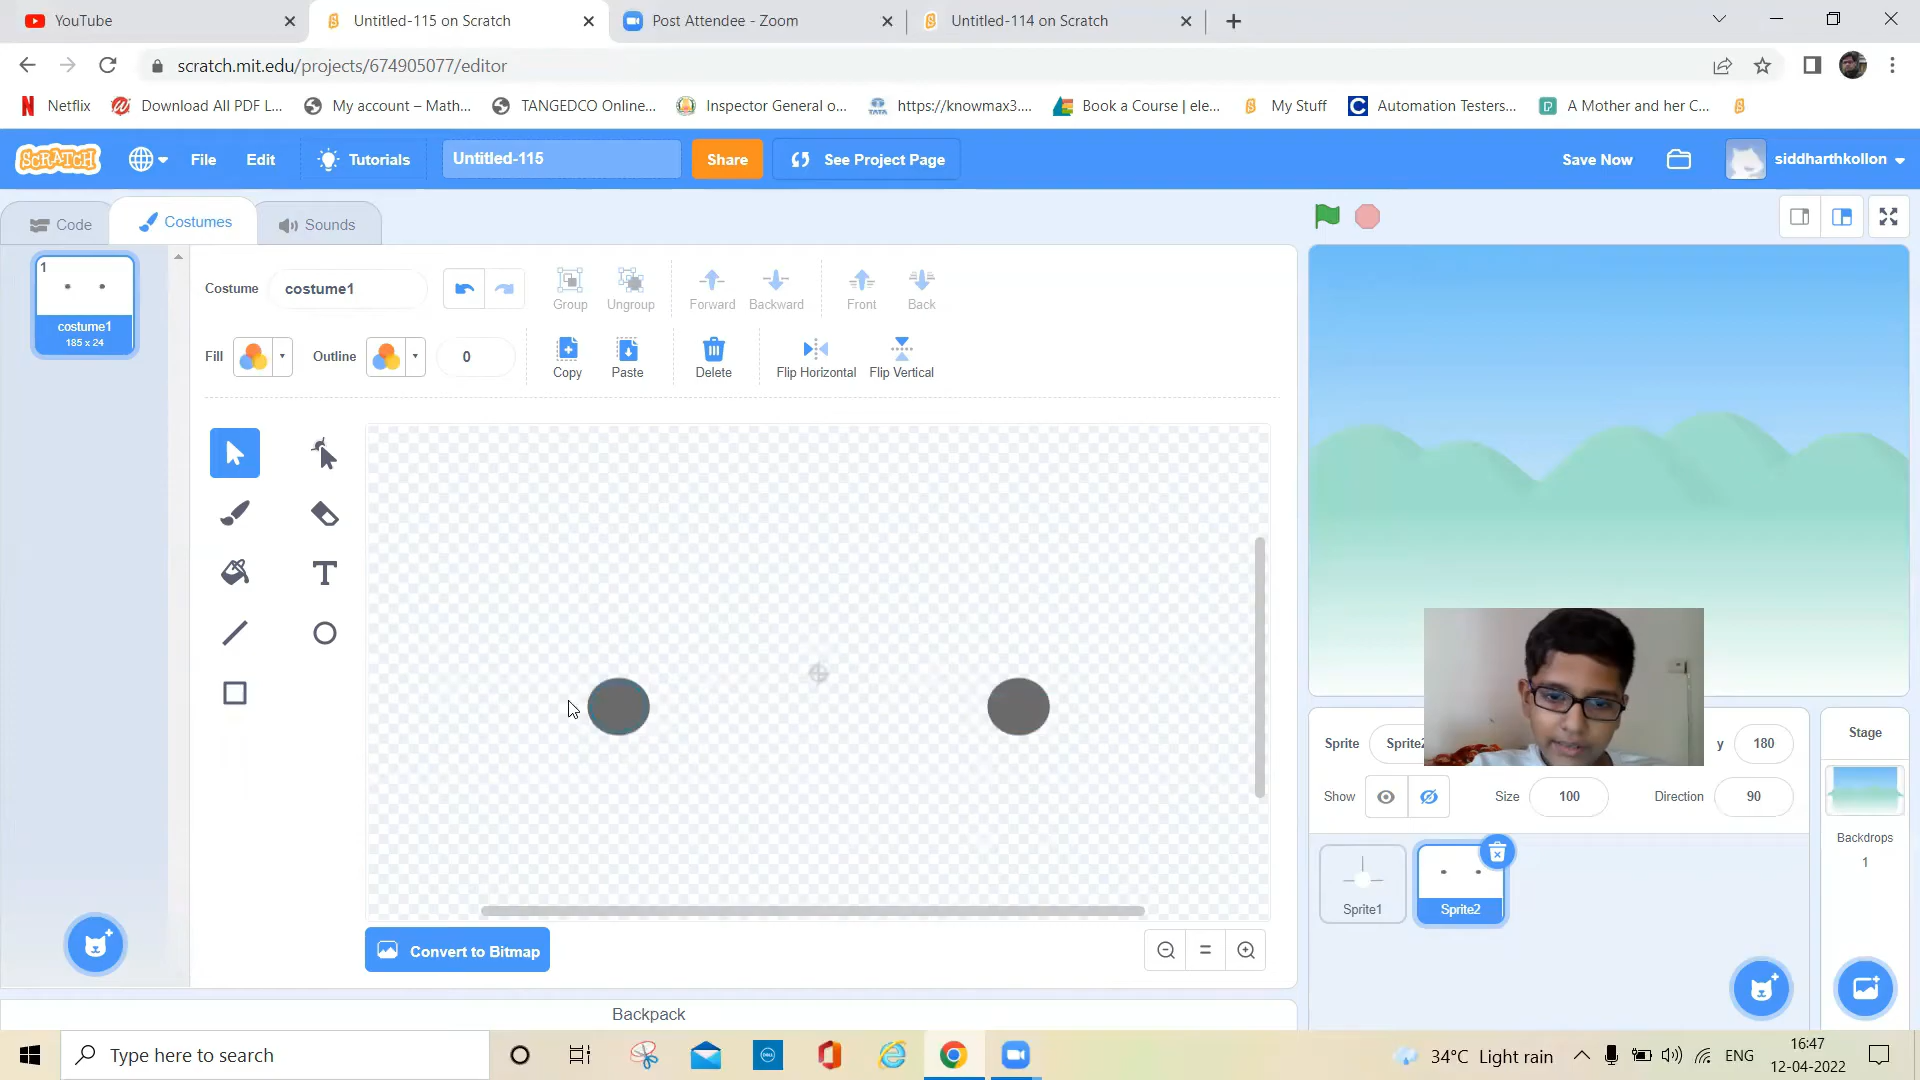 YouTube
Untitled-115 on Scratch
Post Attendee - Zoom
Untitled-114 on Scratch
scratch.mit.edu/projects/674905077/editor
Netflix
Download All PDF L...
My account – Math...
TANGEDCO Online...
Inspector General o...
https://knowmax3....
Book a Course | ele...
My Stuff
Automation Testers...
A Mother and her C...
SCRATCH
File
Edit
Tutorials
Untitled-115
Share
See Project Page
Save Now
siddharthkollon
Code
Costumes
Sounds
1
costume1
185 x 24
Costume
costume1
Group
Ungroup
Forward
Backward
Front
Back
Fill
Outline
0
Copy
Paste
Delete
Flip Horizontal
Flip Vertical
T
Convert to Bitmap
Backpack
Sprite
Sprite2
y
180
Show
Size
100
Direction
90
Sprite1
Sprite2
Stage
Backdrops
1
Type here to search
34°C Light rain
ENG
16:47
12-04-2022